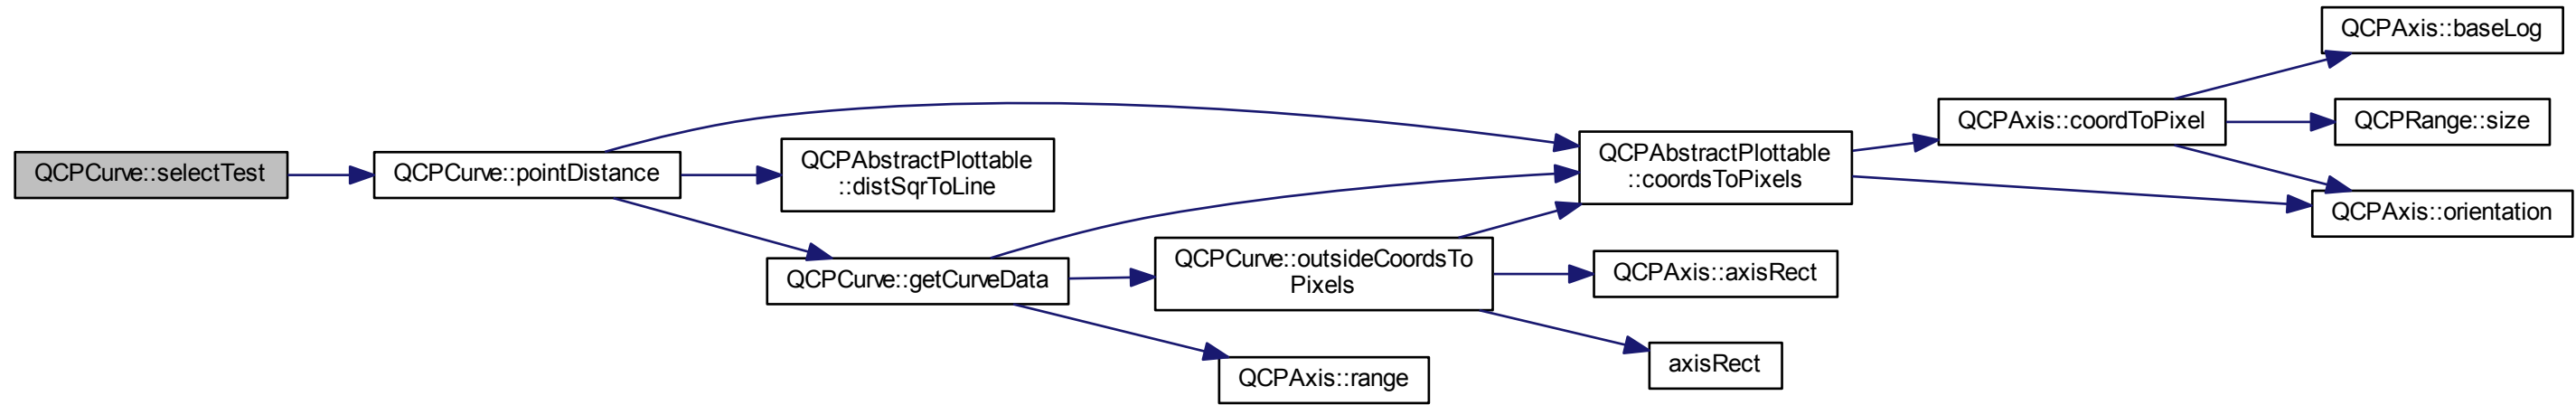 QCPCurve::selectTest
QCPCurve::pointDistance
QCPAbstractPlottable
::distSqrToLine
QCPCurve::getCurveData
QCPCurve::outsideCoordsTo
Pixels
QCPAxis::range
QCPAbstractPlottable
::coordsToPixels
QCPAxis::axisRect
axisRect
QCPAxis::coordToPixel
QCPAxis::baseLog
QCPRange::size
QCPAxis::orientation